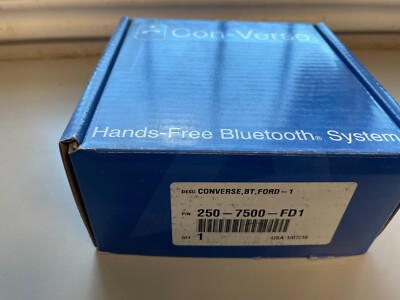 Con-Verse
Hands-Free Bluetooth® System
DESC CONVERSE,BT,FORD-1
P/N 250-7500-FD1
QTY 1